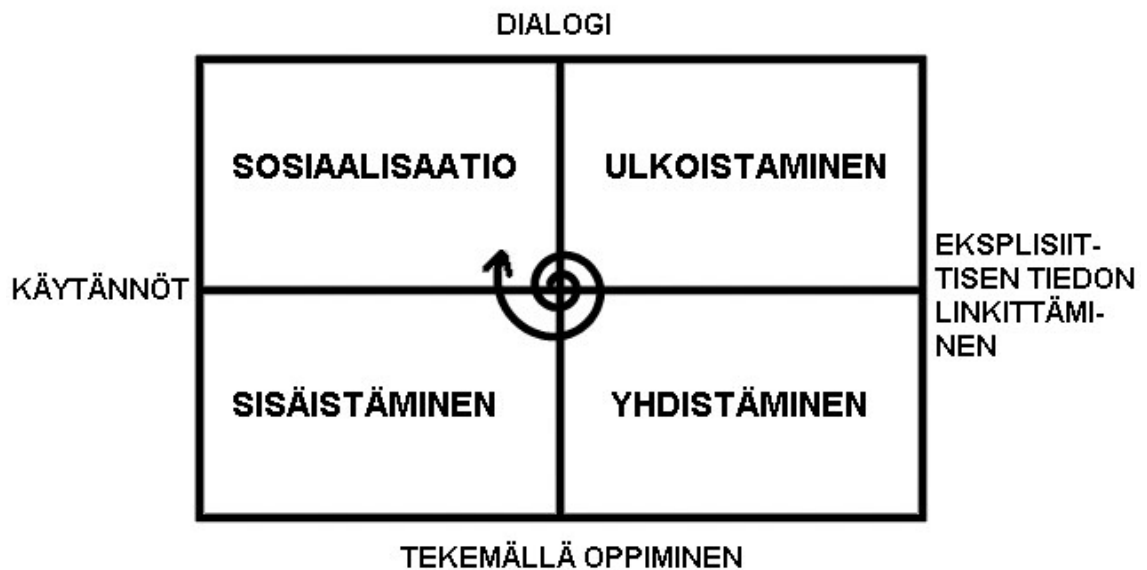 DIALOGI
SOSIAALISAATIO
ULKOISTAMINEN
KÄYTÄNNÖT
EKSPLISIIT-
TISEN TIEDON
LINKITTÄMI-
NEN
SISÄISTÄMINEN
YHDISTÄMINEN
TEKEMÄLLÄ OPPIMINEN